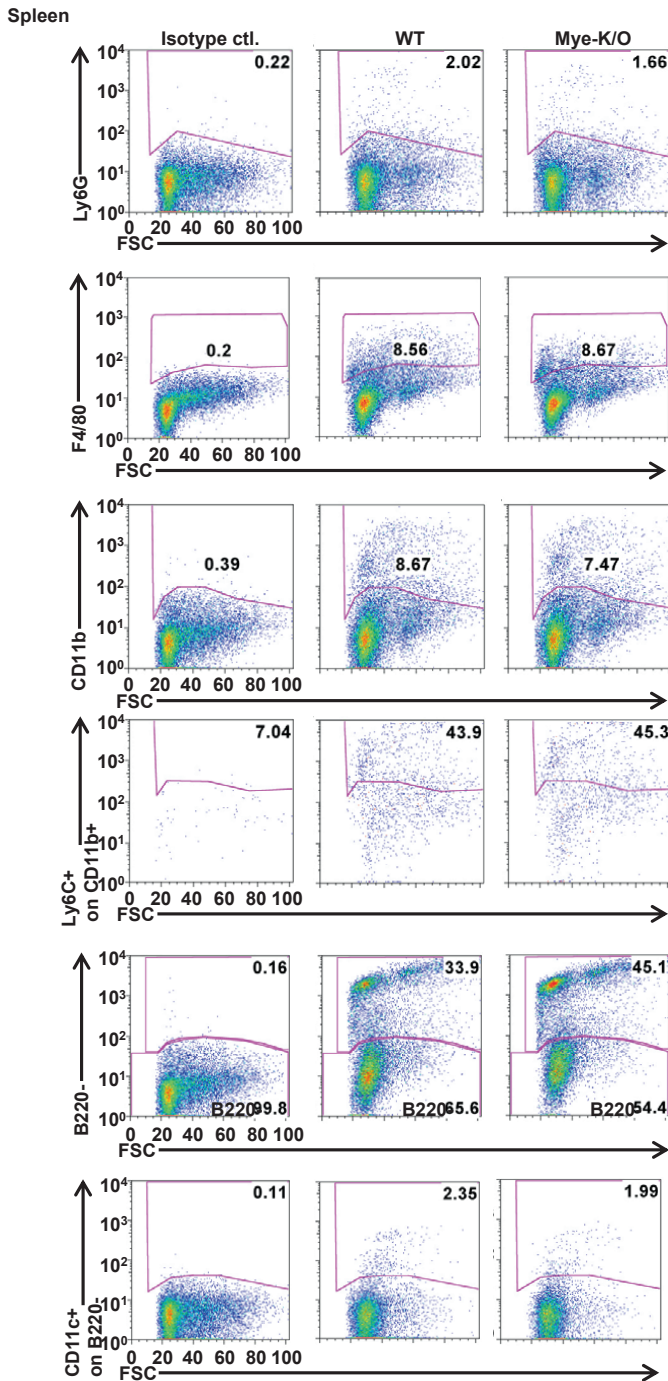 Spleen
Isotype ctl. WT Mye-K/O
Ly6G
10⁴ 10³ 10² 10¹ 10⁰
0.22 2.02 1.66
0 20 40 60 80 100
FSC
F4/80
10⁴ 10³ 10² 10¹ 10⁰
0.2 8.56 8.67
0 20 40 60 80 100
FSC
CD11b
10⁴ 10³ 10² 10¹ 10⁰
0.39 8.67 7.47
0 20 40 60 80 100
FSC
Ly6C+
on CD11b+
10⁴ 10³ 10² 10¹ 10⁰
7.04 43.9 45.3
FSC
B220-
10⁴ 10³ 10² 10¹ 10⁰
0.16 33.9 45.1
B220-99.8 B220-65.6 B220-54.4
0 20 40 60 80 100
FSC
CD11c+
on B220-
10⁴ 10³ 10² 10¹ 10⁰
0.11 2.35 1.99
0 20 40 60 80 100
FSC